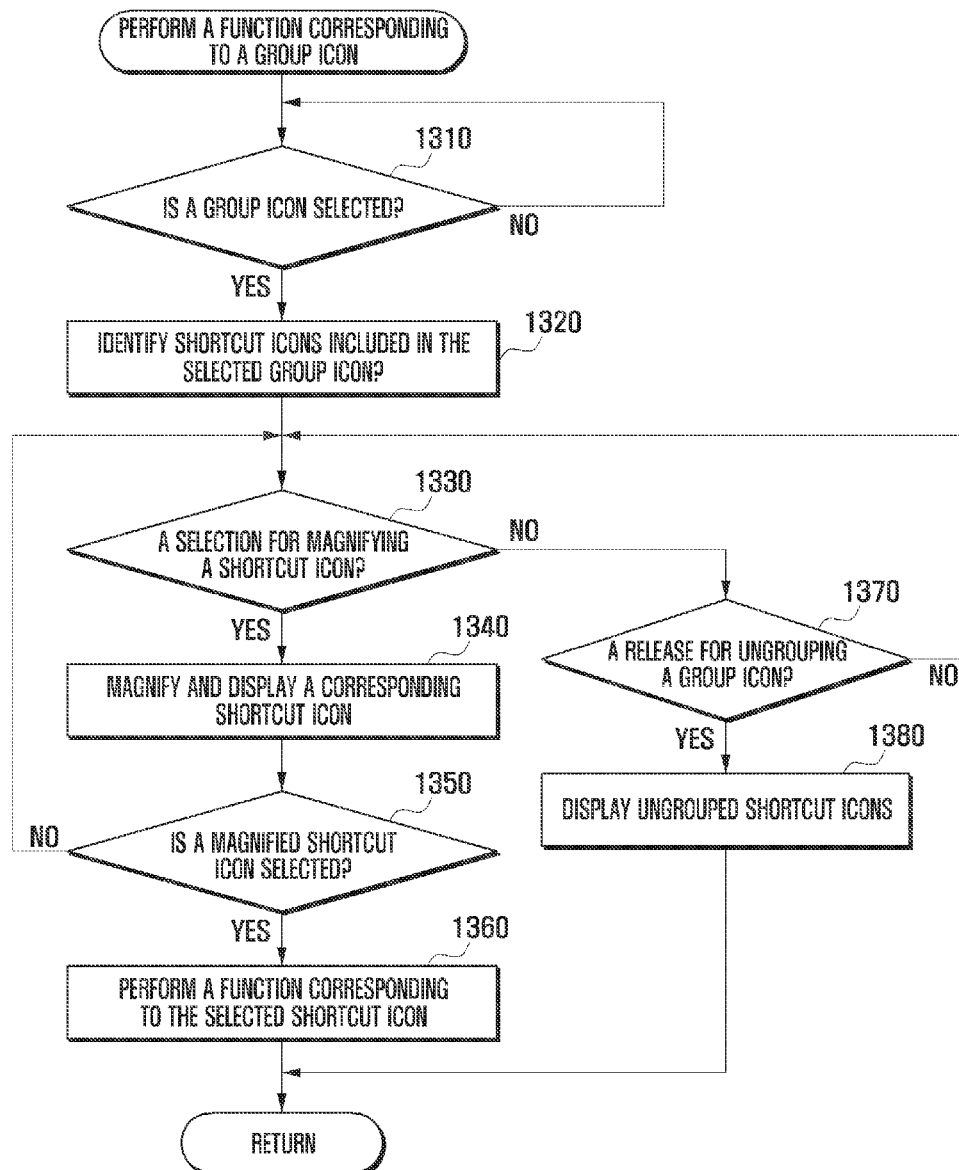 PERFORM A FUNCTION CORRESPONDING
TO A GROUP ICON
1310
IS A GROUP ICON SELECTED?
NO
YES
1320
IDENTIFY SHORTCUT ICONS INCLUDED IN THE
SELECTED GROUP ICON?
1330
A SELECTION FOR MAGNIFYING
A SHORTCUT ICON?
NO
YES
1370
A RELEASE FOR UNGROUPING
A GROUP ICON?
NO
YES
1340
MAGNIFY AND DISPLAY A CORRESPONDING
SHORTCUT ICON
1380
DISPLAY UNGROUPED SHORTCUT ICONS
1350
IS A MAGNIFIED SHORTCUT
ICON SELECTED?
NO
YES
1360
PERFORM A FUNCTION CORRESPONDING
TO THE SELECTED SHORTCUT ICON
RETURN